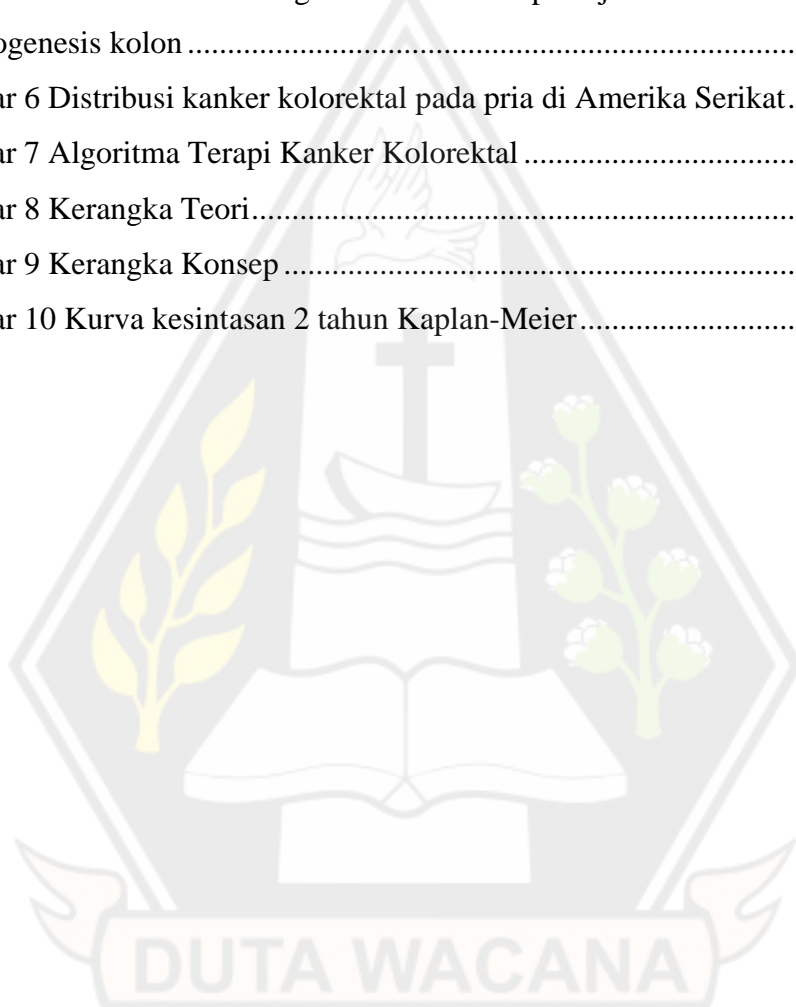 ogenesis kolon ................................................................................
ar 6 Distribusi kanker kolorektal pada pria di Amerika Serikat.
ar 7 Algoritma Terapi Kanker Kolorektal ..................................
ar 8 Kerangka Teori.....................................................................
ar 9 Kerangka Konsep .................................................................
ar 10 Kurva kesintasan 2 tahun Kaplan-Meier...........................
DUTA WACANA